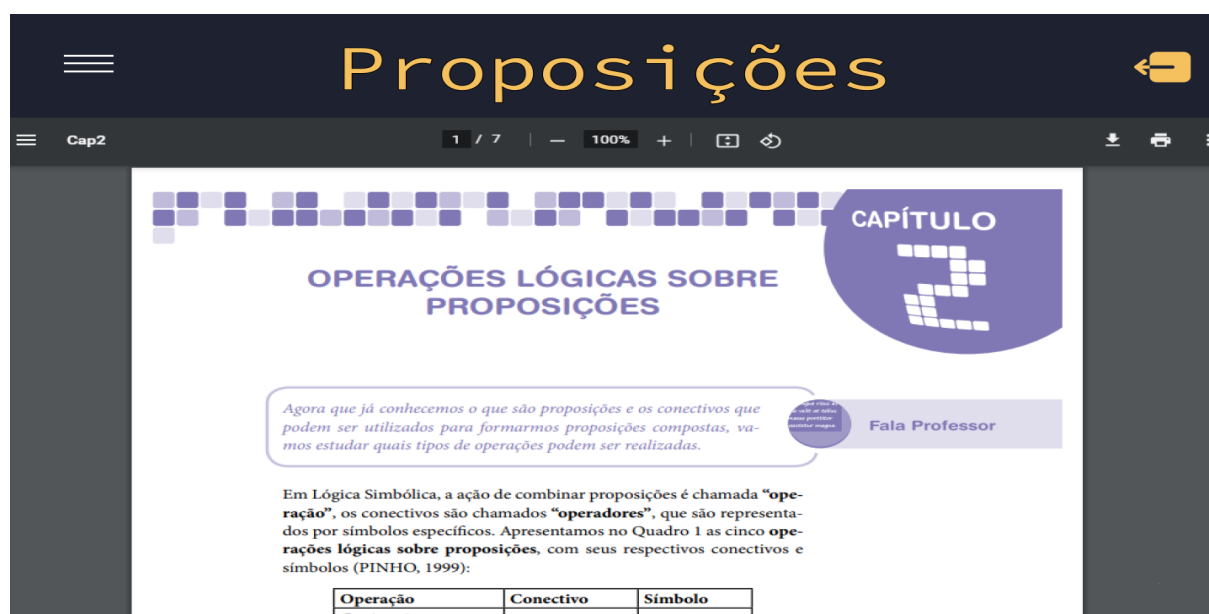 Proposições
Cap2
1 / 7
100%
CAPÍTULO
2
OPERAÇÕES LÓGICAS SOBRE
PROPOSIÇÕES
Agora que já conhecemos o que são proposições e os conectivos que
podem ser utilizados para formarmos proposições compostas, va-
mos estudar quais tipos de operações podem ser realizadas.
Fala Professor
Em Lógica Simbólica, a ação de combinar proposições é chamada “ope-
ração”, os conectivos são chamados “operadores”, que são representa-
dos por símbolos específicos. Apresentamos no Quadro 1 as cinco ope-
rações lógicas sobre proposições, com seus respectivos conectivos e
símbolos (PINHO, 1999):
Operação Conectivo Símbolo